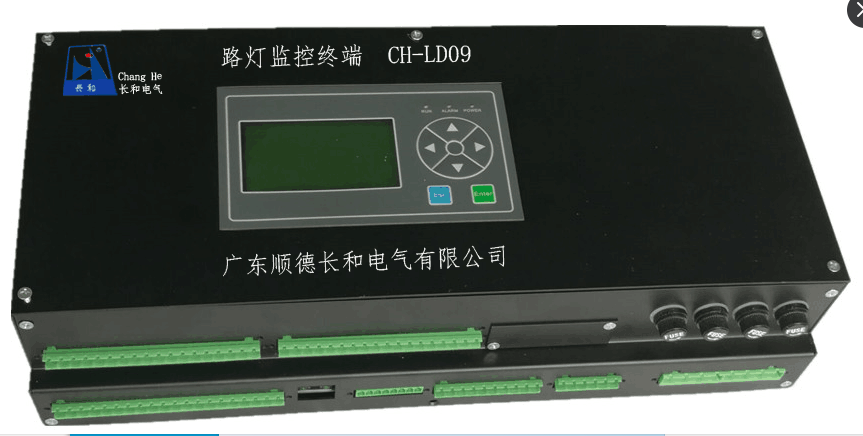 路灯监控终端 CH-LD09
长和
Chang He
长和电气
RUN ALARM POWER
Enter
广东顺德长和电气有限公司
FUSE FUSE FUSE FUSE